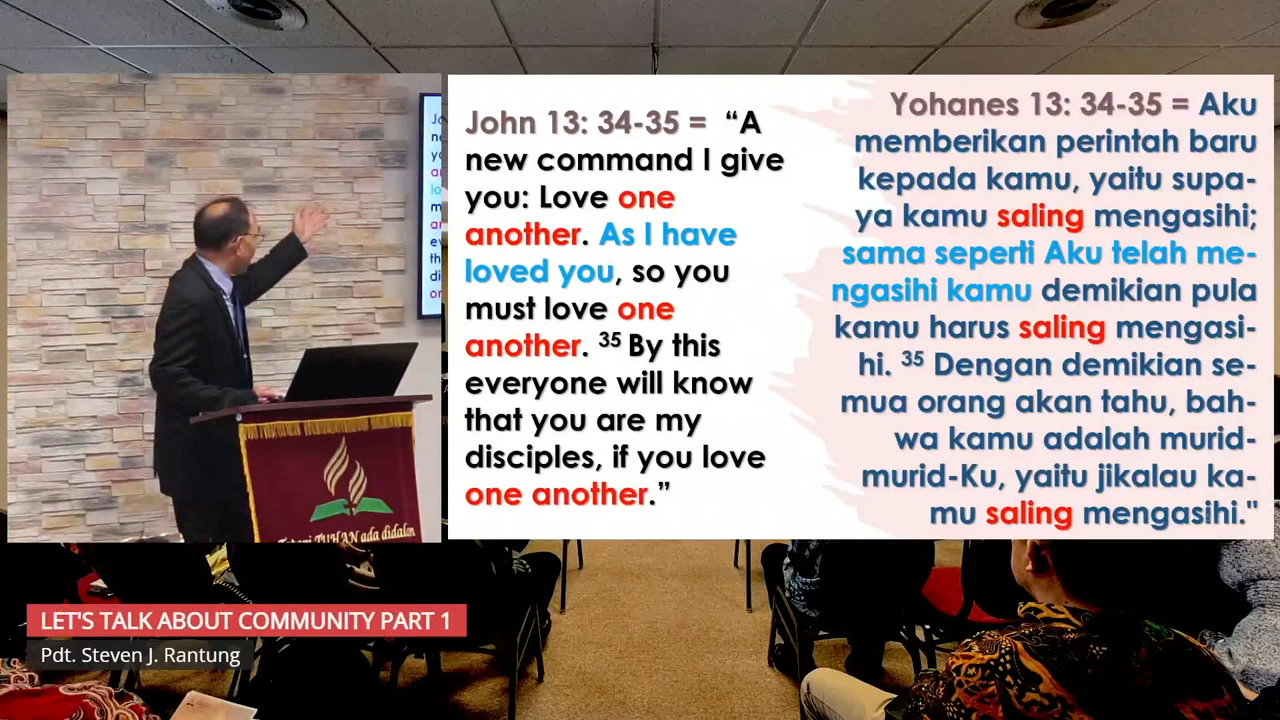 John 13: 34-35 = “A
new command I give
you: Love one
another. As I have
loved you, so you
must love one
another. 35 By this
everyone will know
that you are my
disciples, if you love
one another.”
Yohanes 13: 34-35 = Aku
memberikan perintah baru
kepada kamu, yaitu supa-
ya kamu saling mengasihi;
sama seperti Aku telah me-
ngasihi kamu demikian pula
kamu harus saling mengasi-
hi. 35 Dengan demikian se-
mua orang akan tahu, bah-
wa kamu adalah murid-
murid-Ku, yaitu jikalau ka-
mu saling mengasihi."
TUHAN ada didalam
LET'S TALK ABOUT COMMUNITY PART 1
Pdt. Steven J. Rantung